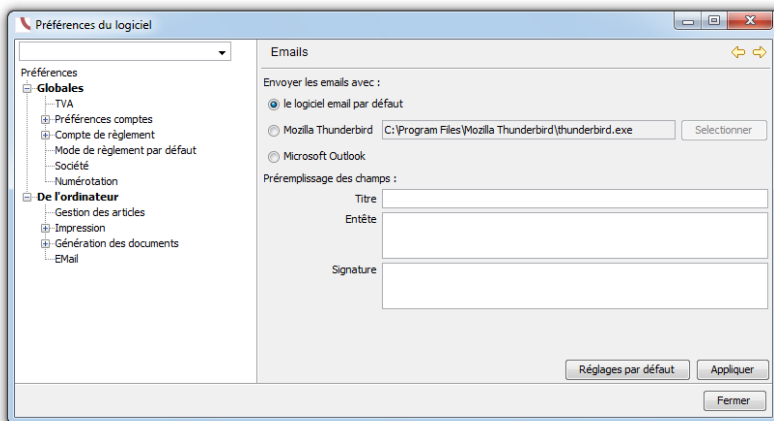 Préférences du logiciel
Préférences
Globales
TVA
Préférences comptes
Compte de règlement
Mode de règlement par défaut
Société
Numérotation
De l'ordinateur
Gestion des articles
Impression
Génération des documents
EMail
Emails
Envoyer les emails avec :
le logiciel email par défaut
Mozilla Thunderbird C:\Program Files\Mozilla Thunderbird\thunderbird.exe Selectionner
Microsoft Outlook
Préremplissage des champs :
Titre
Entête
Signature
Réglages par défaut Appliquer
Fermer